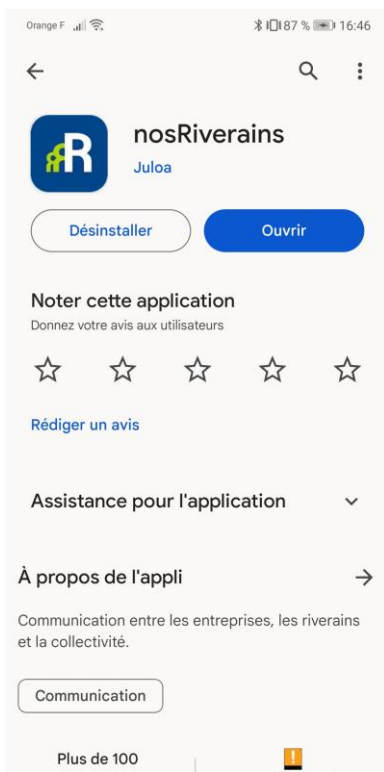 Orange F 87 % 16:46
R
nosRiverains
Juloa
Désinstaller
Ouvrir
Noter cette application
Donnez votre avis aux utilisateurs
Rédiger un avis
Assistance pour l'application
À propos de l'appli
Communication entre les entreprises, les riverains
et la collectivité.
Communication
Plus de 100
!